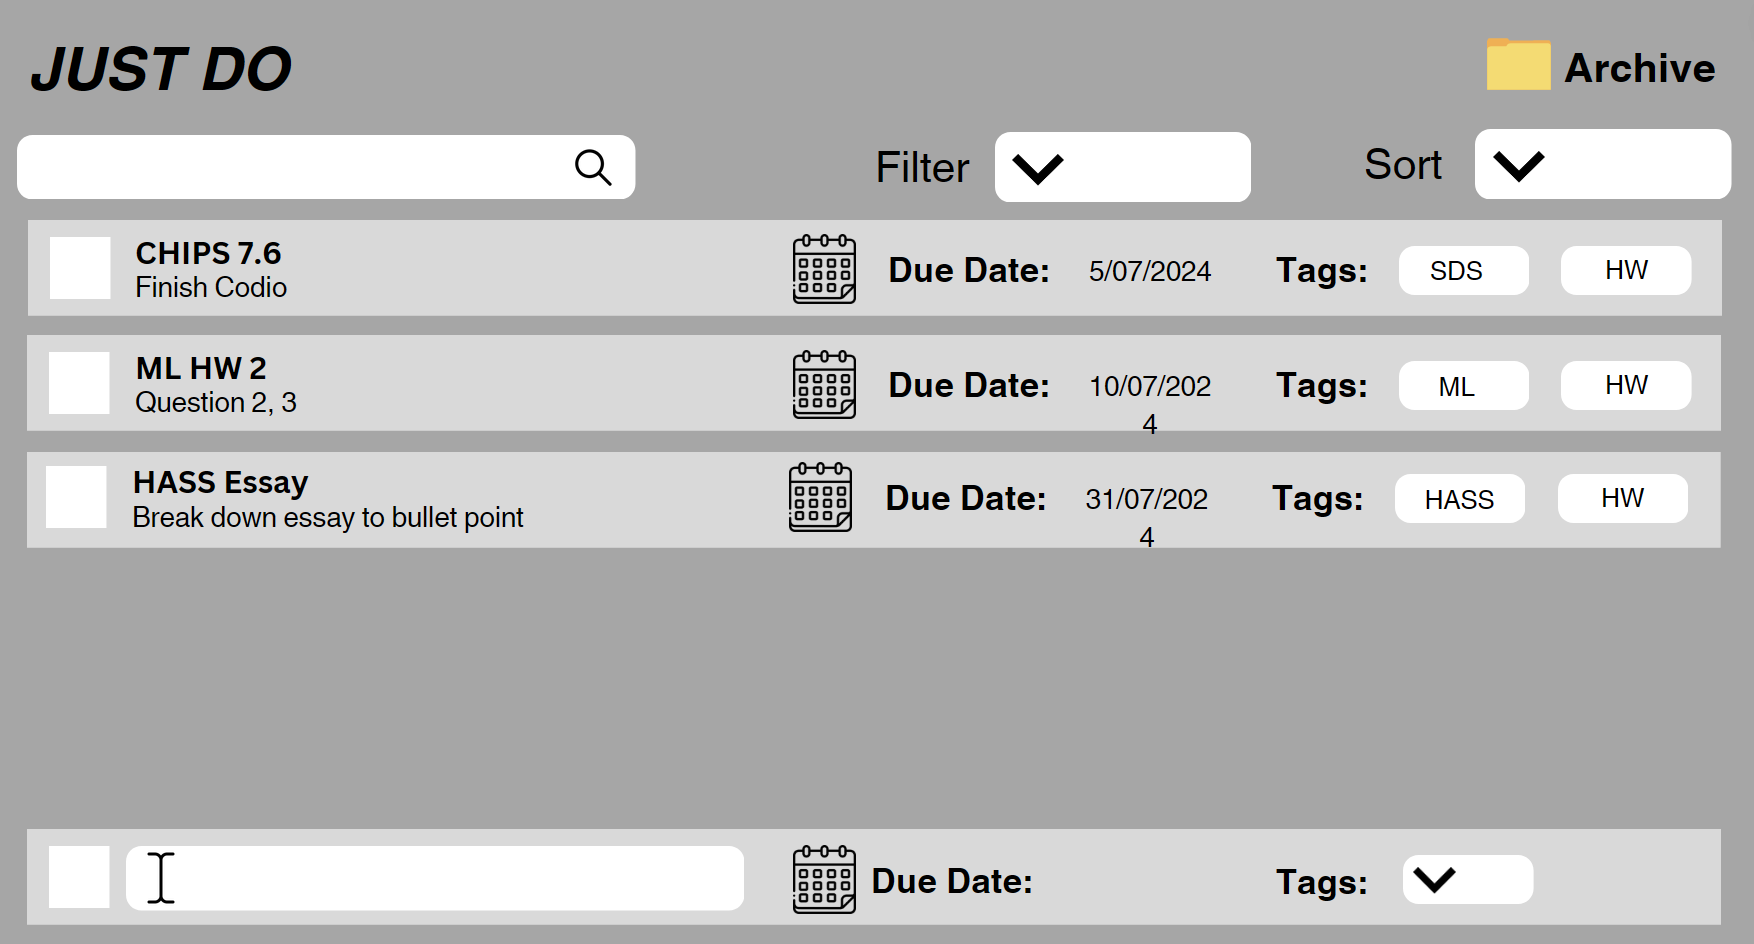 JUST DO
Archive
Filter
Sort
CHIPS 7.6
Finish Codio
Due Date:
5/07/2024
Tags:
SDS
HW
ML HW 2
Question 2, 3
Due Date:
10/07/202
4
Tags:
ML
HW
HASS Essay
Break down essay to bullet point
Due Date:
31/07/202
4
Tags:
HASS
HW
Due Date:
Tags: